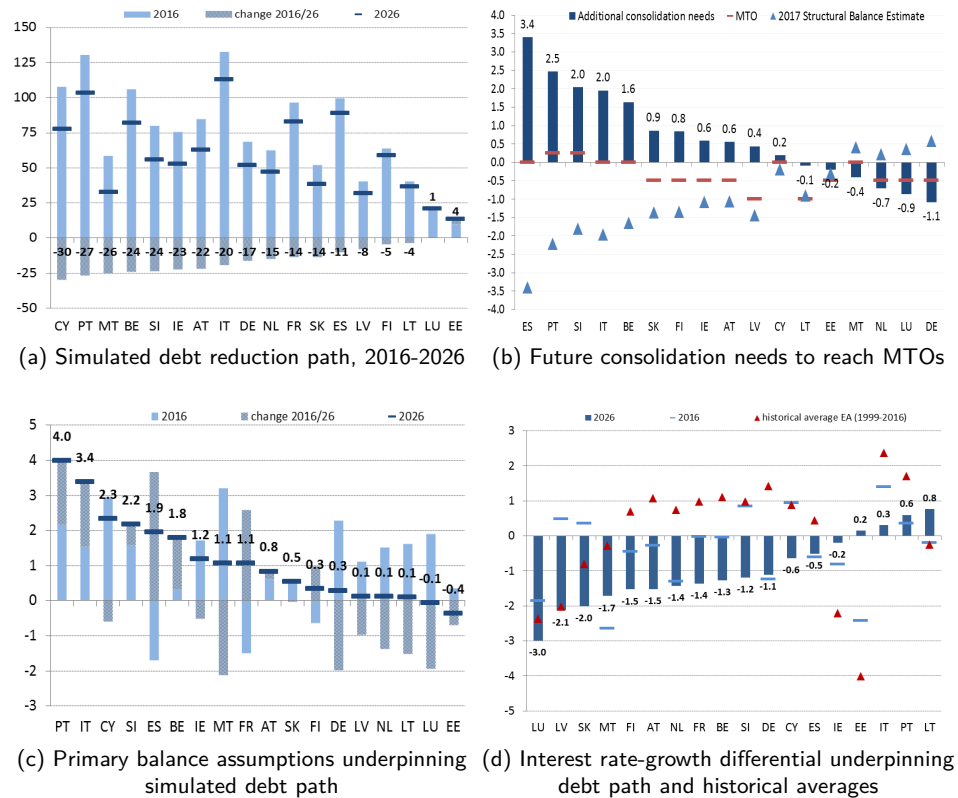 2016 change 2016/26 2026
150
125
100
75
50
25
0
-25
-50
-30 -27 -26 -24 -24 -23 -22 -20 -17 -15 -14 -14 -11 -8 -5 -4 1 4
CY PT MT BE SI IE AT IT DE NL FR SK ES LV FI LT LU EE
(a) Simulated debt reduction path, 2016-2026
Additional consolidation needs MTO 2017 Structural Balance Estimate
4.0
3.5
3.0
2.5
2.0
1.5
1.0
0.5
0.0
-0.5
-1.0
-1.5
-2.0
-2.5
-3.0
-3.5
-4.0
3.4 2.5 2.0 2.0 1.6 0.9 0.8 0.6 0.6 0.4 0.2 -0.1 -0.2 -0.4 -0.7 -0.9 -1.1
ES PT SI IT BE SK FI IE AT LV CY LT EE MT NL LU DE
(b) Future consolidation needs to reach MTOs
2016 change 2016/26 2026
5
4
3
2
1
0
-1
-2
-3
4.0 3.4 2.3 2.2 1.9 1.8 1.2 1.1 1.1 0.8 0.5 0.3 0.3 0.1 0.1 0.1 -0.1 -0.4
PT IT CY SI ES BE IE MT FR AT SK FI DE LV NL LT LU EE
(c) Primary balance assumptions underpinning
simulated debt path
2026 2016 historical average EA (1999-2016)
3
2
1
0
-1
-2
-3
-4
-5
-3.0 -2.1 -2.0 -1.7 -1.5 -1.5 -1.4 -1.4 -1.3 -1.2 -1.1 -0.6 -0.5 -0.2 0.2 0.3 0.6 0.8
LU LV SK MT FI AT NL FR BE SI DE CY ES IE EE IT PT LT
(d) Interest rate-growth differential underpinning
debt path and historical averages